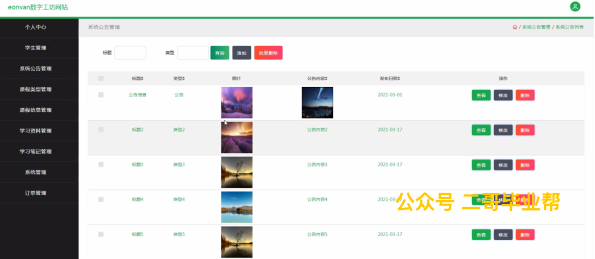 eonvan数字工坊网站
个人中心
系统公告管理
系统公告管理 / 系统公告列表
学生管理
标题
类型
查询
添加
批量删除
系统公告管理
标题 类型 图片 公告内容 发布日期 操作
课程类型管理
公告标题 公告 2021-03-01 查看 修改 删除
课程信息管理
学习资料管理
标题2 类型2 公告内容2 2021-03-17 查看 修改 删除
学习笔记管理
标题3 类型3 公告内容3 2021-03-17 查看 修改 删除
系统管理
订单管理
标题4 类型4 公告内容4 查看 修改 删除
公众号 二哥毕业帮
标题5 类型5 公告内容5 2021-03-17 查看 修改 删除